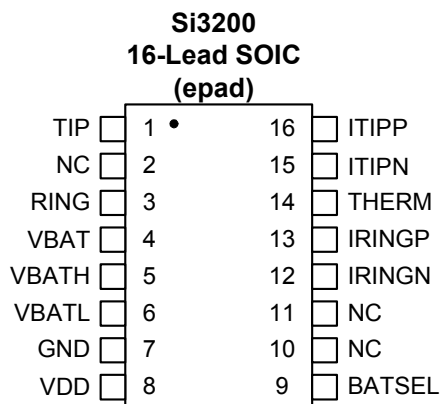 Si3200
16-Lead SOIC
(epad)
TIP 1 16 ITIPP
NC 2 15 ITIPN
RING 3 14 THERM
VBAT 4 13 IRINGP
VBATH 5 12 IRINGN
VBATL 6 11 NC
GND 7 10 NC
VDD 8 9 BATSEL